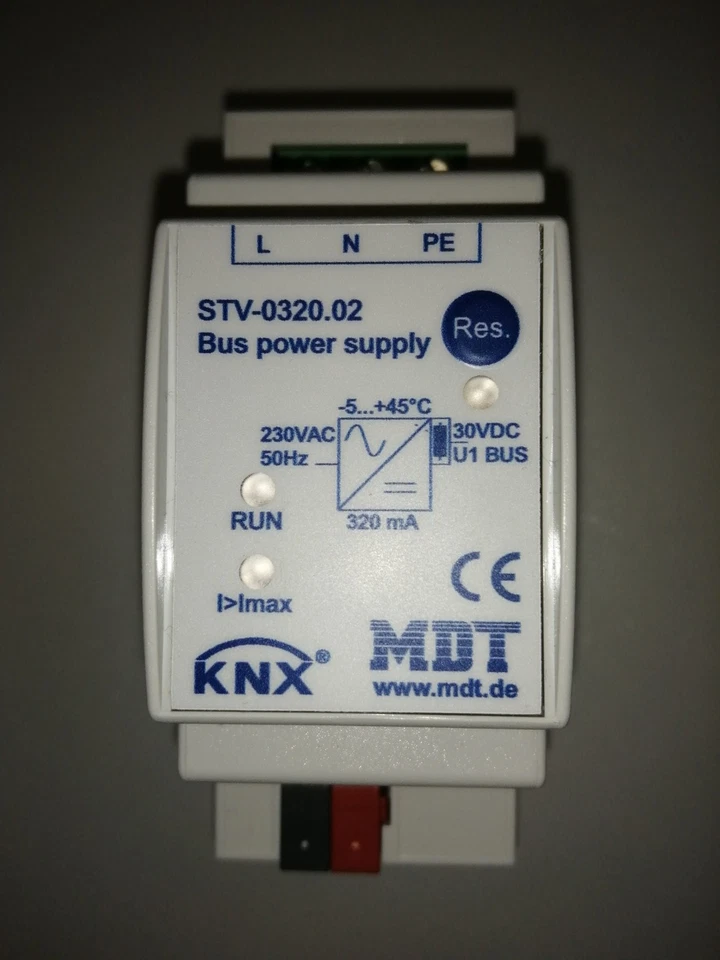 L N PE
STV-0320.02
Bus power supply
Res.
-5...+45°C
230VAC
50Hz
30VDC
U1 BUS
320 mA
RUN
I>Imax
CE
KNX®
MDT
www.mdt.de